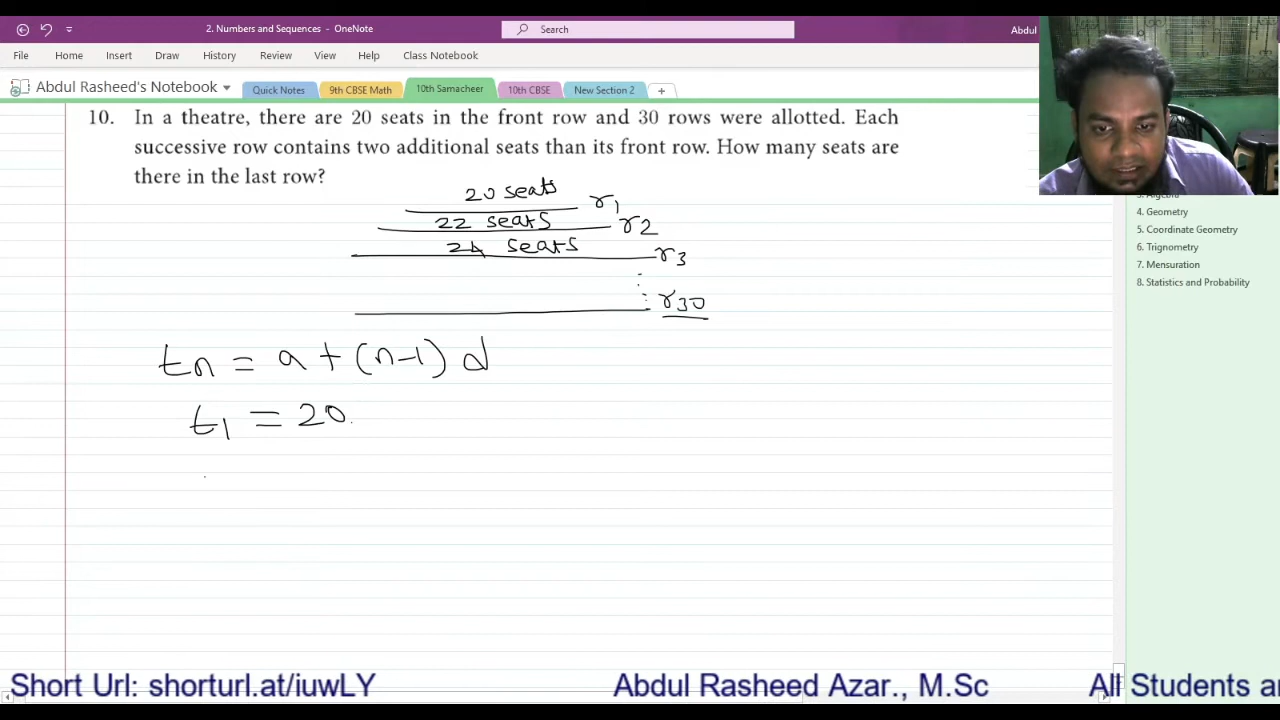 2. Numbers and Sequences - OneNote
Search
Abdul
File Home Insert Draw History Review View Help Class Notebook
Abdul Rasheed's Notebook
Quick Notes 9th CBSE Math 10th Samacheer 10th CBSE New Section 2 +
10. In a theatre, there are 20 seats in the front row and 30 rows were allotted. Each
successive row contains two additional seats than its front row. How many seats are
there in the last row?
20 seats r1
22 seats r2
24 seats r3
r30
tn = a + (n-1) d
t1 = 20
3. Algebra
4. Geometry
5. Coordinate Geometry
6. Trignometry
7. Mensuration
8. Statistics and Probability
Short Url: shorturl.at/iuwLY Abdul Rasheed Azar., M.Sc All Students